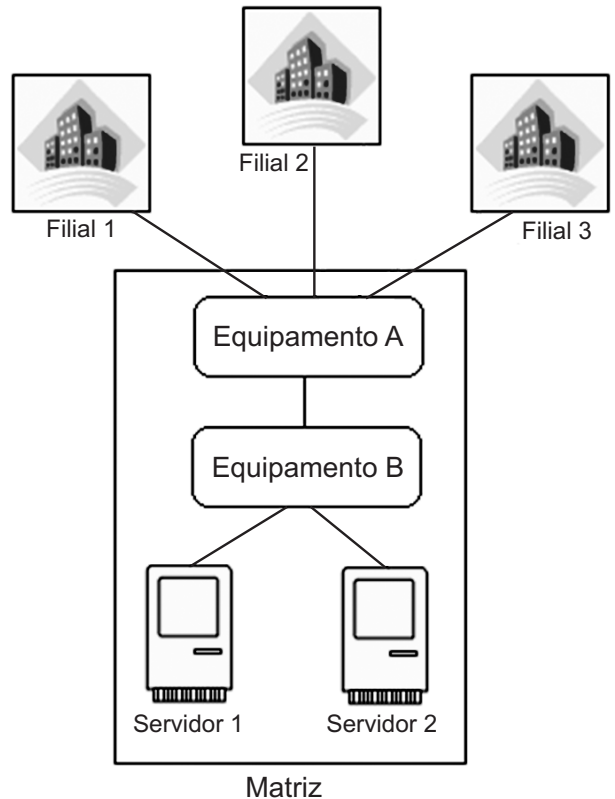 Filial 2
Filial 1
Filial 3
Equipamento A
Equipamento B
Servidor 1
Servidor 2
Matriz